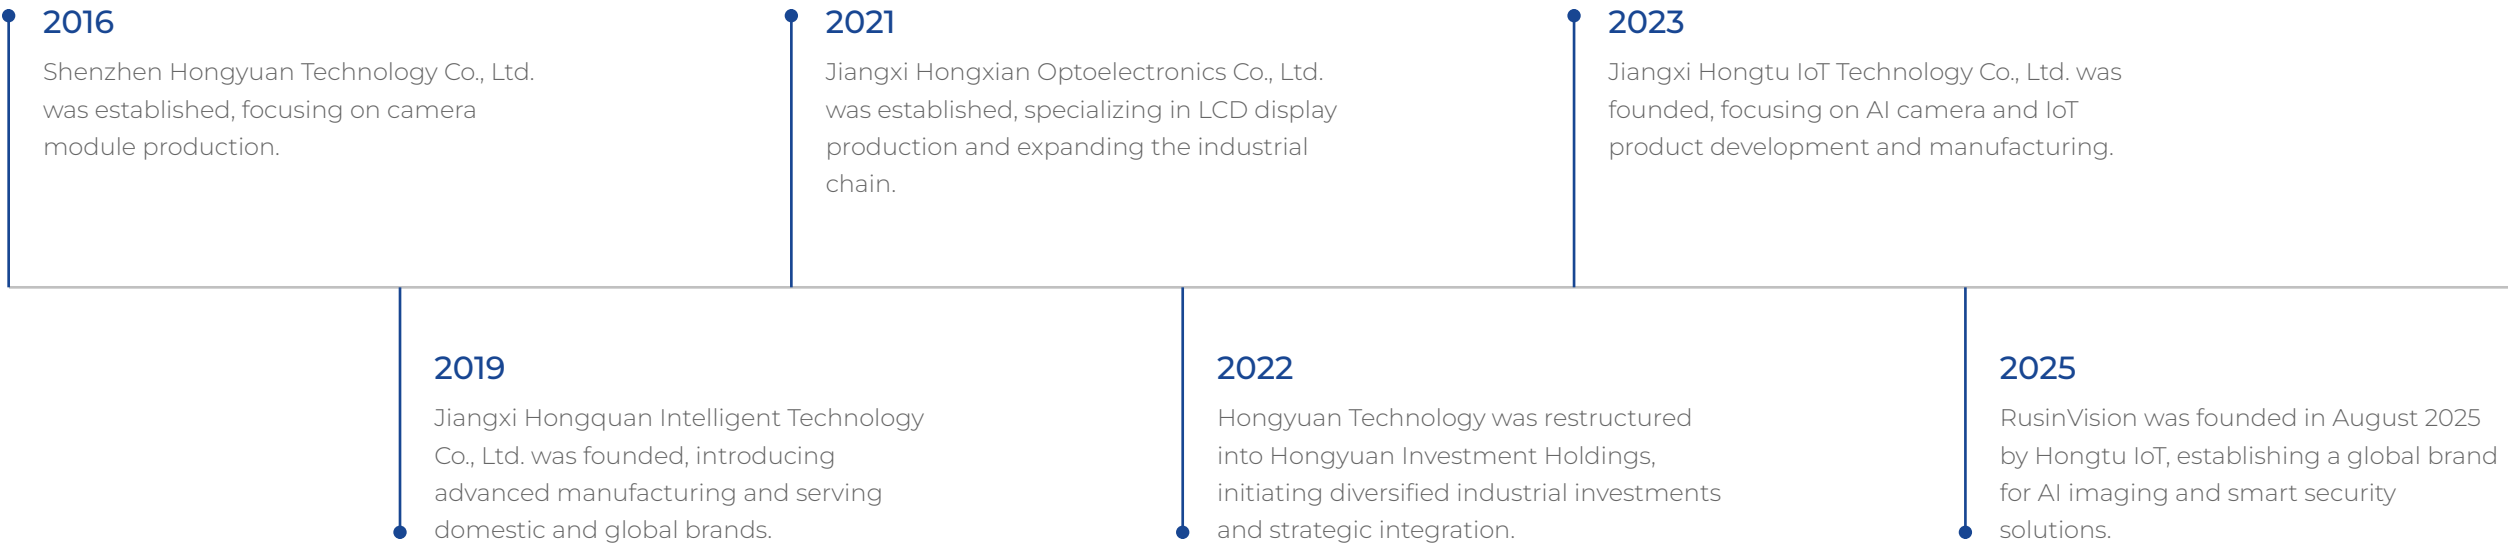 2016
Shenzhen Hongyuan Technology Co., Ltd.
was established, focusing on camera
module production.
2019
Jiangxi Hongquan Intelligent Technology
Co., Ltd. was founded, introducing
advanced manufacturing and serving
domestic and global brands.
2021
Jiangxi Hongxian Optoelectronics Co., Ltd.
was established, specializing in LCD display
production and expanding the industrial
chain.
2022
Hongyuan Technology was restructured
into Hongyuan Investment Holdings,
initiating diversified industrial investments
and strategic integration.
2023
Jiangxi Hongtu IoT Technology Co., Ltd. was
founded, focusing on AI camera and IoT
product development and manufacturing.
2025
RusinVision was founded in August 2025
by Hongtu IoT, establishing a global brand
for AI imaging and smart security
solutions.